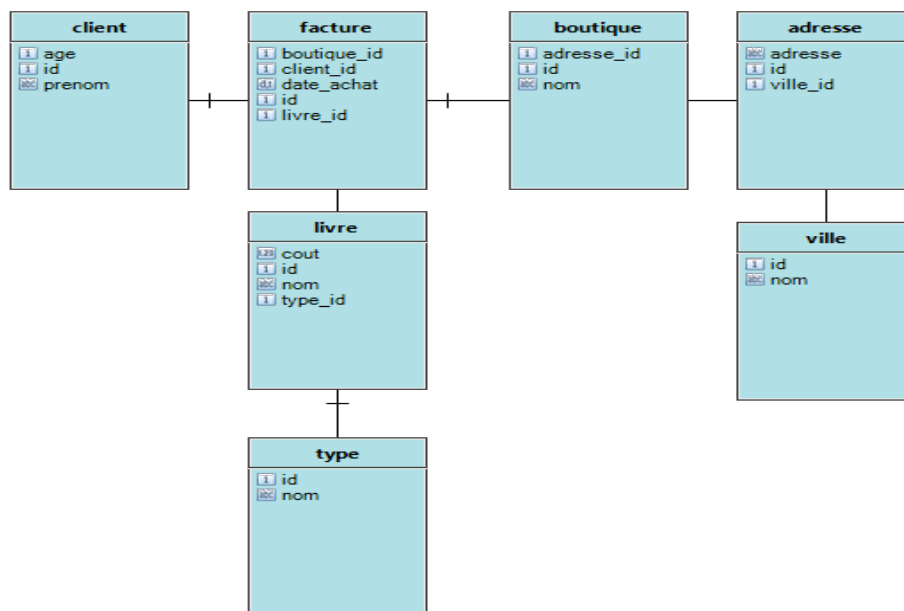 client
age
id
prenom
facture
boutique_id
client_id
date_achat
id
livre_id
boutique
adresse_id
id
nom
adresse
adresse
id
ville_id
livre
cout
id
nom
type_id
ville
id
nom
type
id
nom